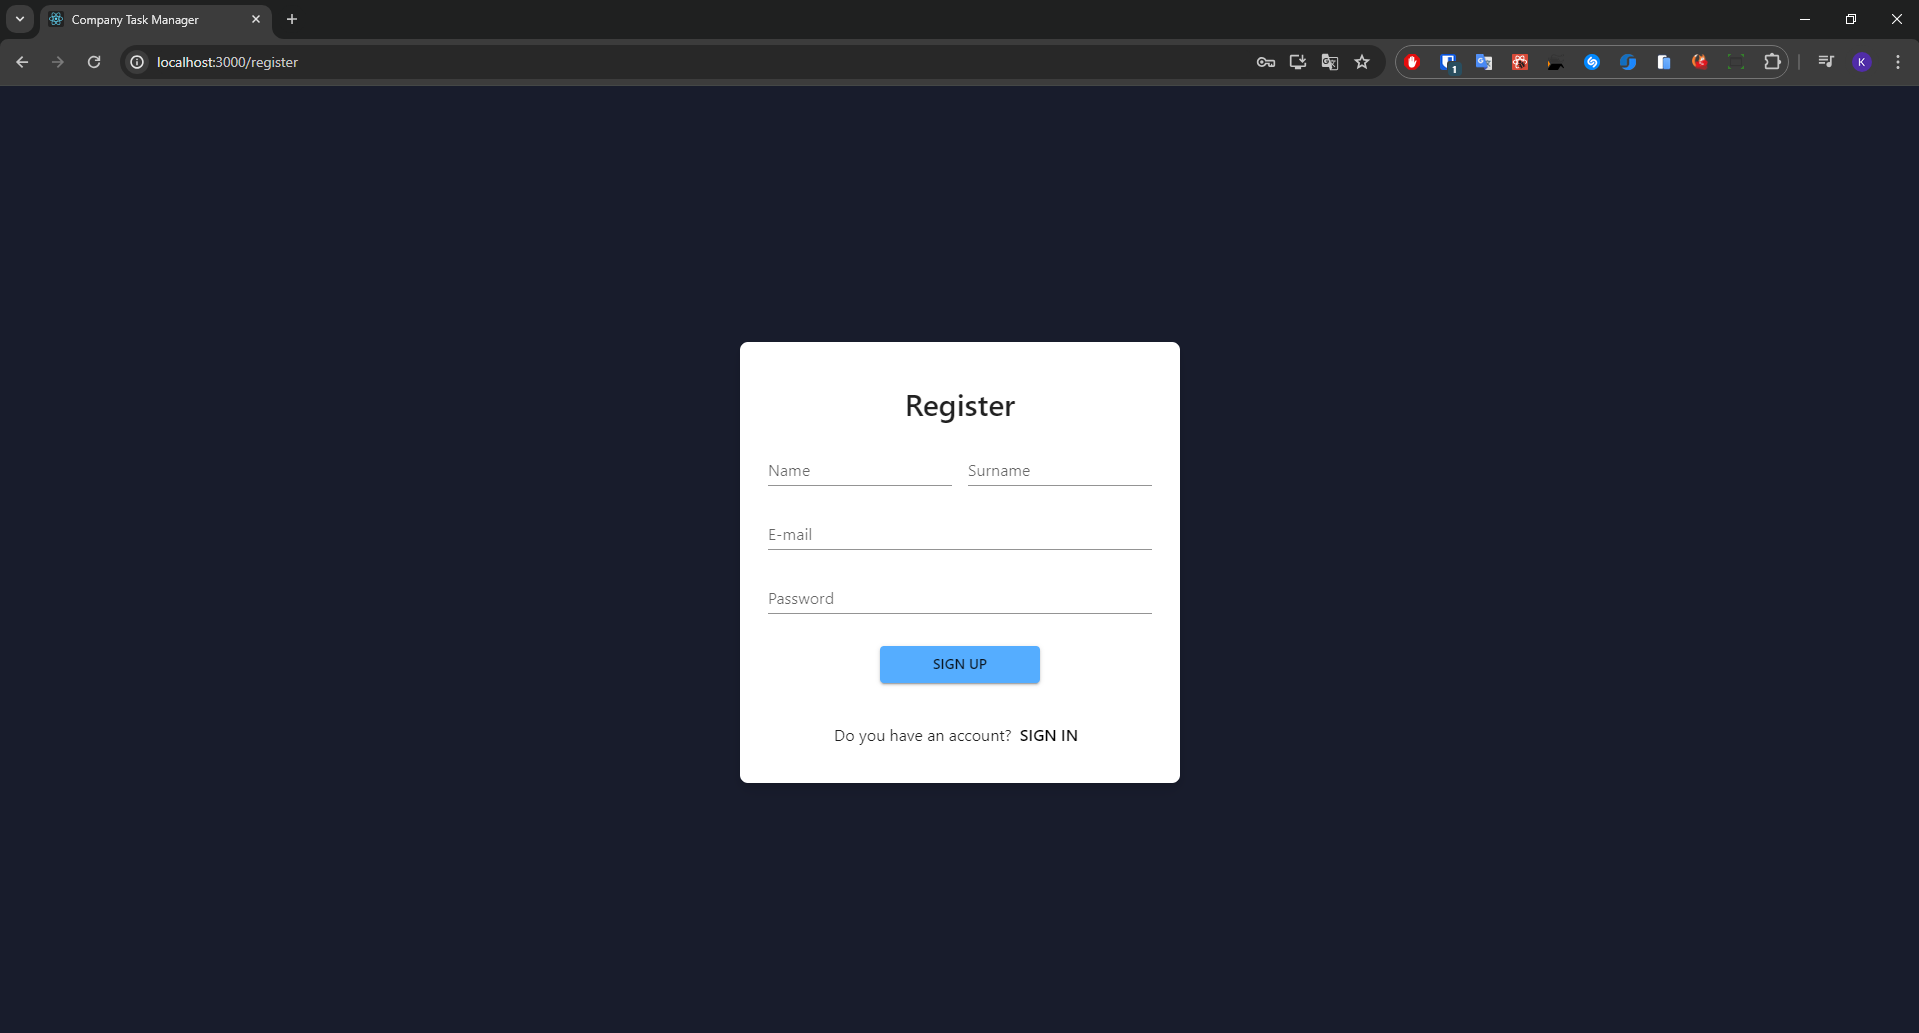 Company Task Manager
localhost:3000/register
1
K
Register
Name Surname
E-mail
Password
SIGN UP
Do you have an account? SIGN IN